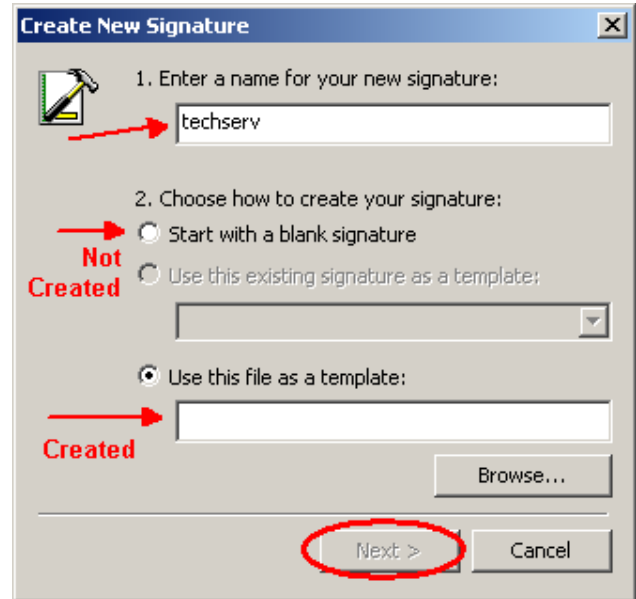 Create New Signature
1. Enter a name for your new signature:
techserv
2. Choose how to create your signature:
Start with a blank signature
Not
Created
Use this existing signature as a template:
Use this file as a template:
Created
Browse...
Next >
Cancel